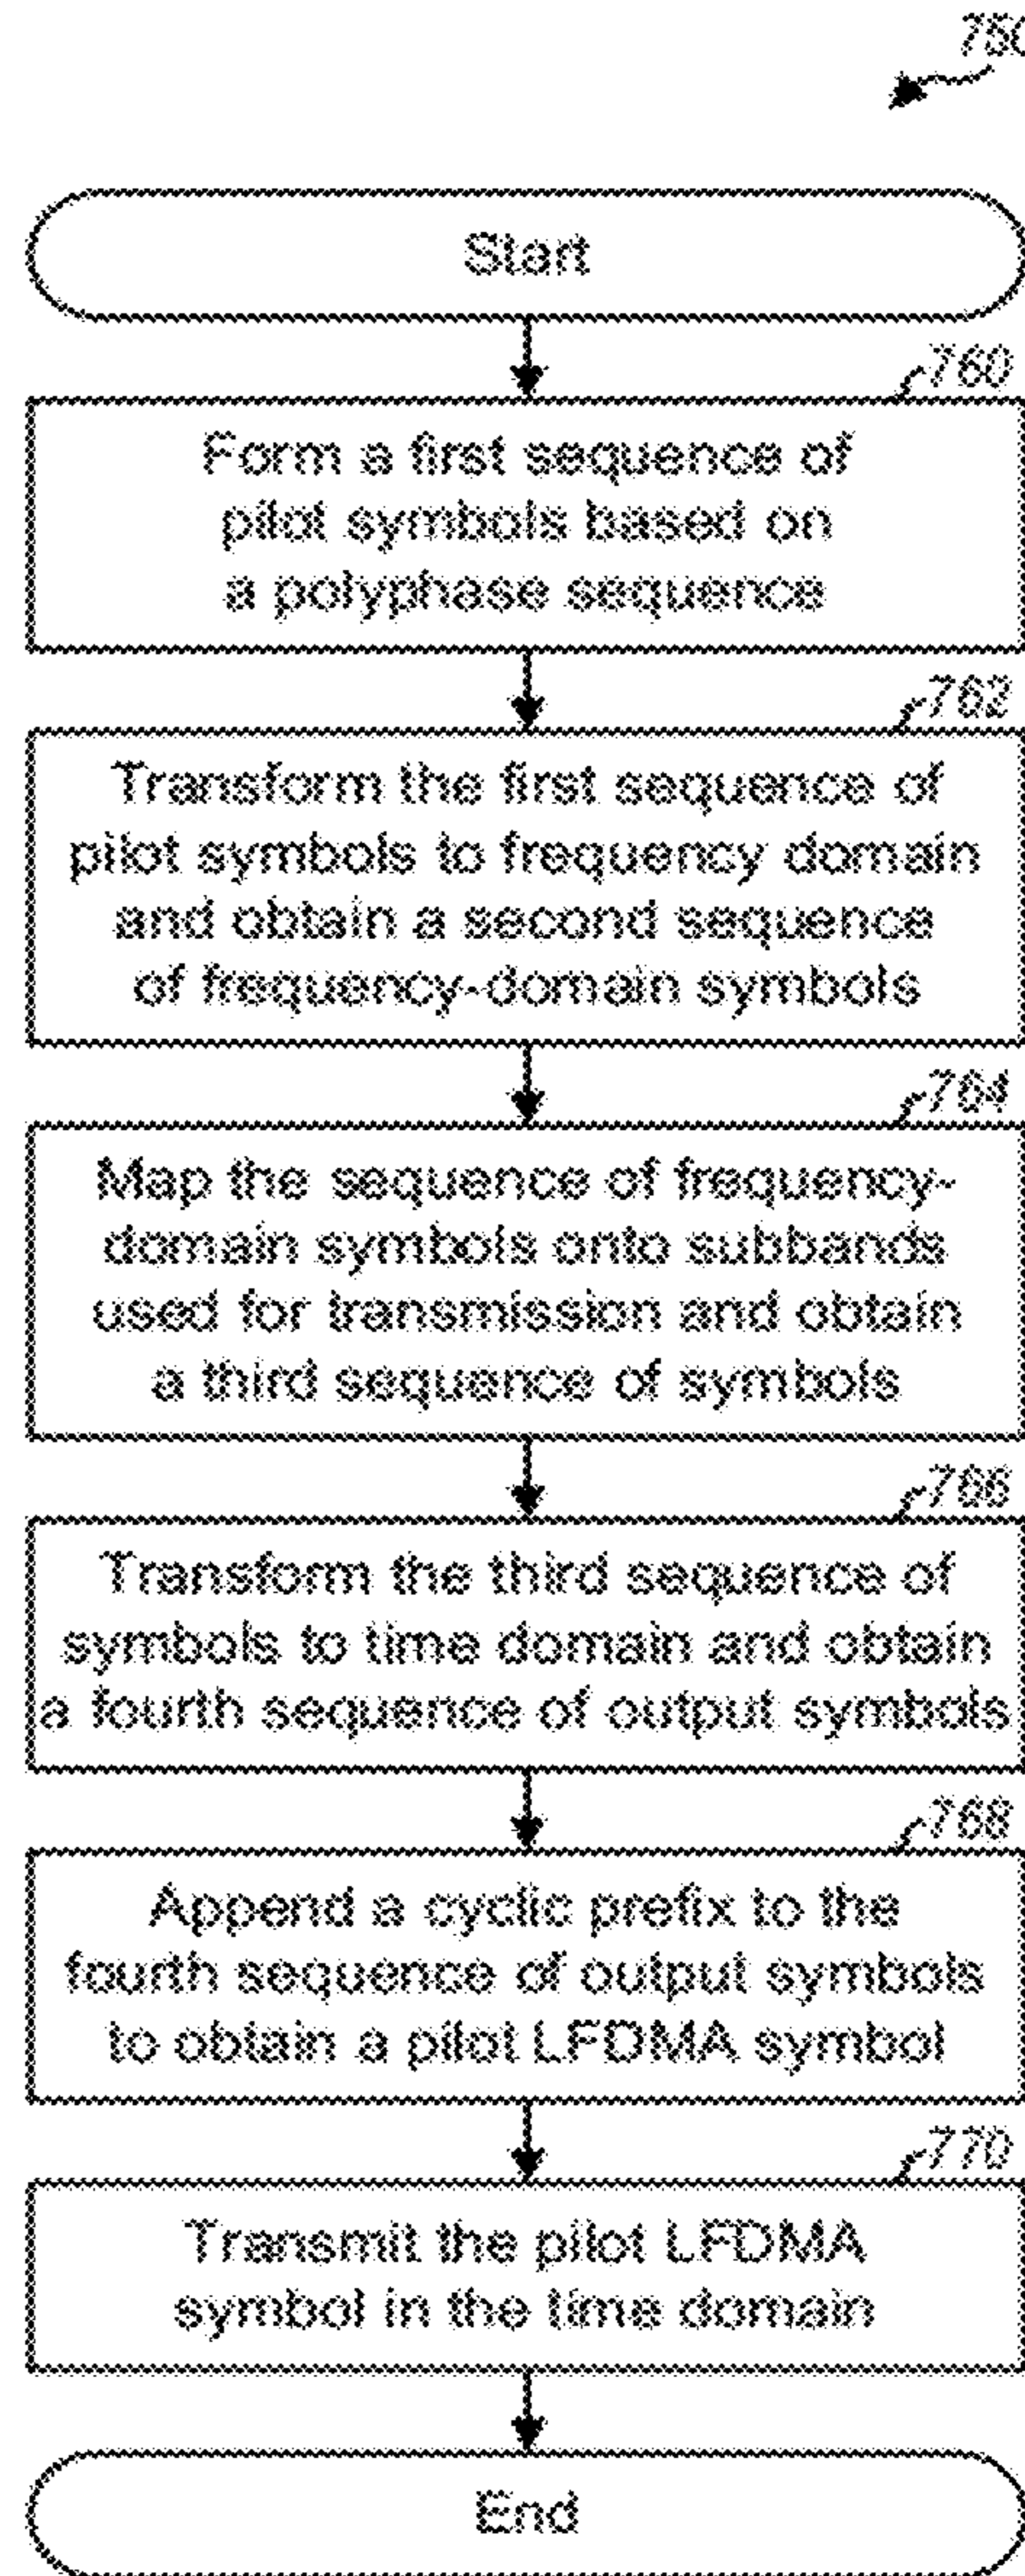 750
Start
760
Form a first sequence of
pilot symbols based on
a polyphase sequence
762
Transform the first sequence of
pilot symbols to frequency domain
and obtain a second sequence
of frequency-domain symbols
764
Map the sequence of frequency-
domain symbols onto subbands
used for transmission and obtain
a third sequence of symbols
766
Transform the third sequence of
symbols to time domain and obtain
a fourth sequence of output symbols
768
Append a cyclic prefix to the
fourth sequence of output symbols
to obtain a pilot LFDMA symbol
770
Transmit the pilot LFDMA
symbol in the time domain
End